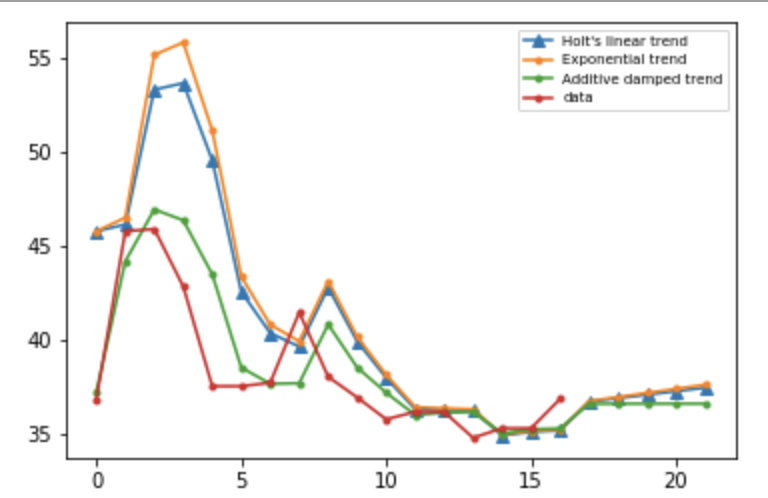 Holt's linear trend
Exponential trend
Additive damped trend
data
55
50
45
40
35
0 5 10 15 20